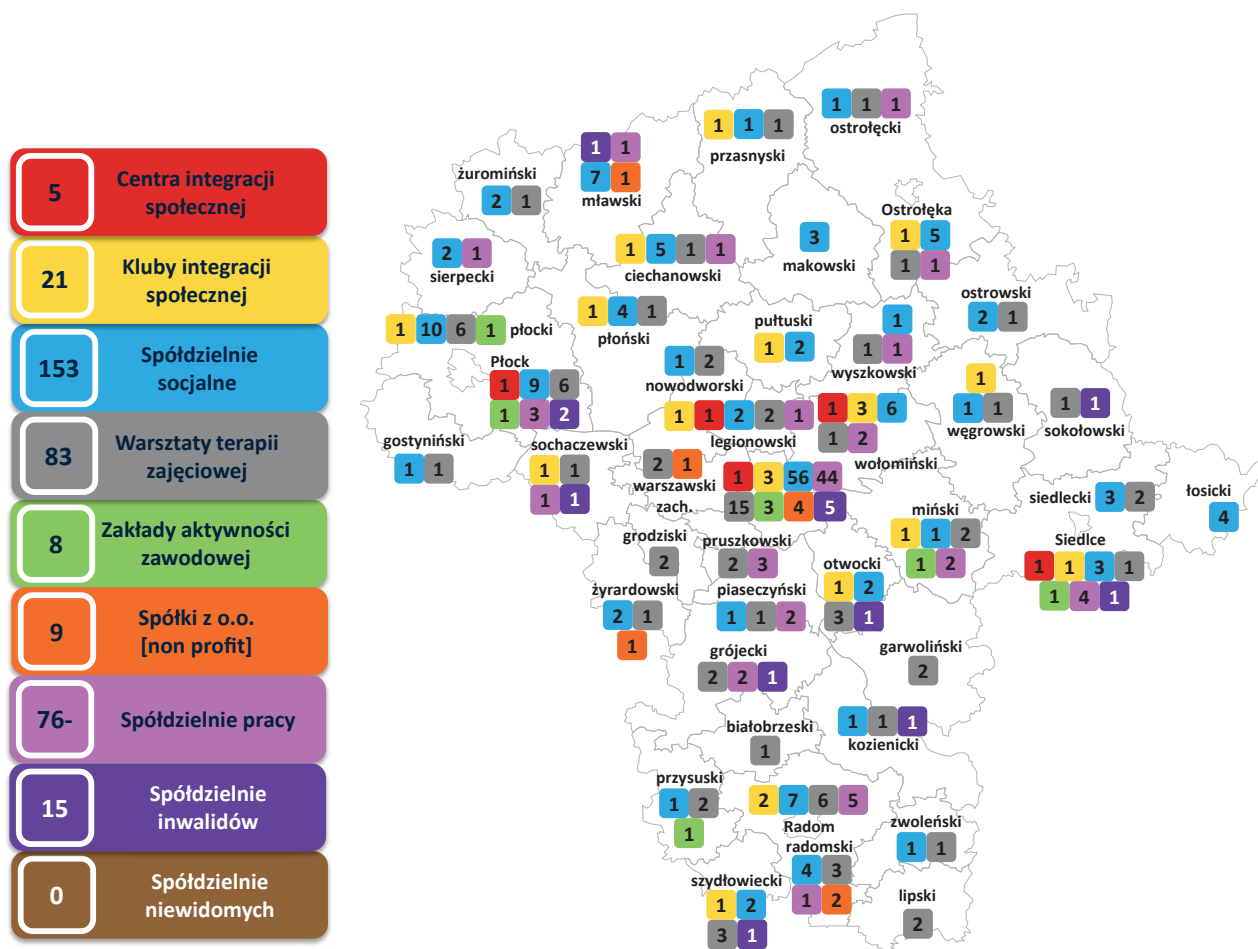 5
Centra integracji
społecznej
21
Kluby integracji
społecznej
153
Spółdzielnie
socjalne
83
Warsztaty terapii
zajęciowej
8
Zakłady aktywności
zawodowej
9
Spółki z o.o.
[non profit]
76-
Spółdzielnie pracy
15
Spółdzielnie
inwalidów
0
Spółdzielnie
niewidomych
1 1 1
ostrołęcki
1 1 1
przasnyski
1 1
7 1
mławski
żuromiński
2 1
2 1
sierpecki
1 5 1 1
ciechanowski
3
makowski
Ostrołęka
1 5
1 1
ostrowski
2 1
1 10 6 1 płocki
1 4 1
płoński
pułtuski
1 2
1
1 1
wyszkowski
1 2
nowodworski
Płock
1 9 6
1 3 2
1
1 1
węgrowski
1 1
sokołowski
gostyniński
1 1
sochaczewski
1 1
1 1
1 1 2 2 1
legionowski
1 3 6
1 2
wołomiński
2 1
warszawski
zach.
1 3 56 44
15 3 4 5
siedlecki 3 2
łosicki
4
miński
1 1 2
1 2
Siedlce
1 1 3 1
1 4 1
grodziski
2
pruszkowski
2 3
otwocki
1 2
3 1
żyrardowski
2 1
1
piaseczyński
1 1 2
grójecki
2 2 1
garwoliński
2
1 1 1
kozienicki
białobrzeski
1
przysuski
1 2
1
2 7 6 5
Radom
radomski
4 3
1 2
zwoleński
1 1
szydłowiecki
1 2
3 1
lipski
2